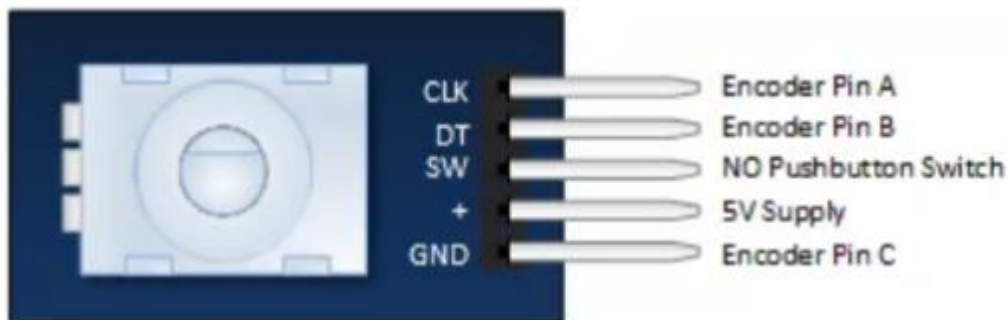 CLK Encoder Pin A
DT Encoder Pin B
SW NO Pushbutton Switch
+ 5V Supply
GND Encoder Pin C